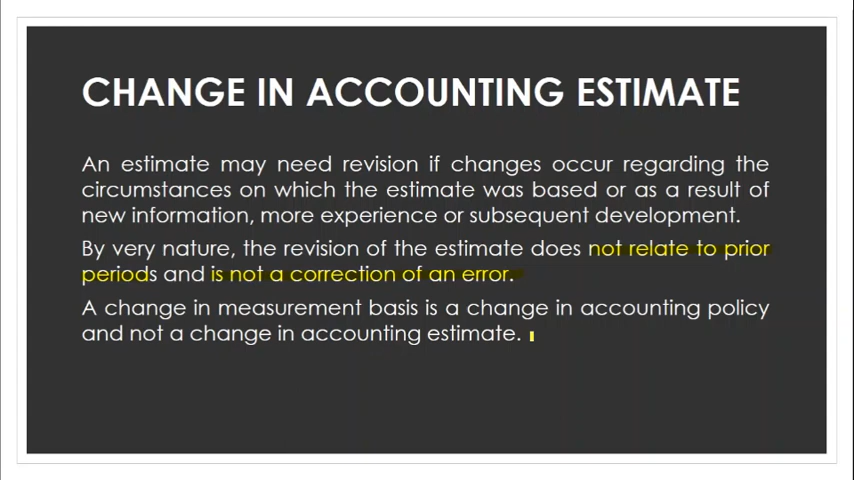 CHANGE IN ACCOUNTING ESTIMATE
An estimate may need revision if changes occur regarding the
circumstances on which the estimate was based or as a result of
new information, more experience or subsequent development.
By very nature, the revision of the estimate does not relate to prior
periods and is not a correction of an error.
A change in measurement basis is a change in accounting policy
and not a change in accounting estimate.